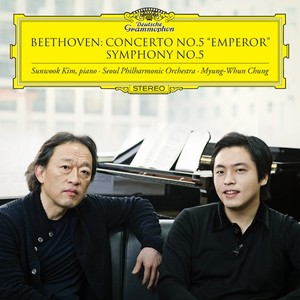 Deutsche
Grammophon
BEETHOVEN: CONCERTO NO.5 "EMPEROR"
SYMPHONY NO.5
Sunwook Kim, piano · Seoul Philharmonic Orchestra · Myung-Whun Chung
STEREO